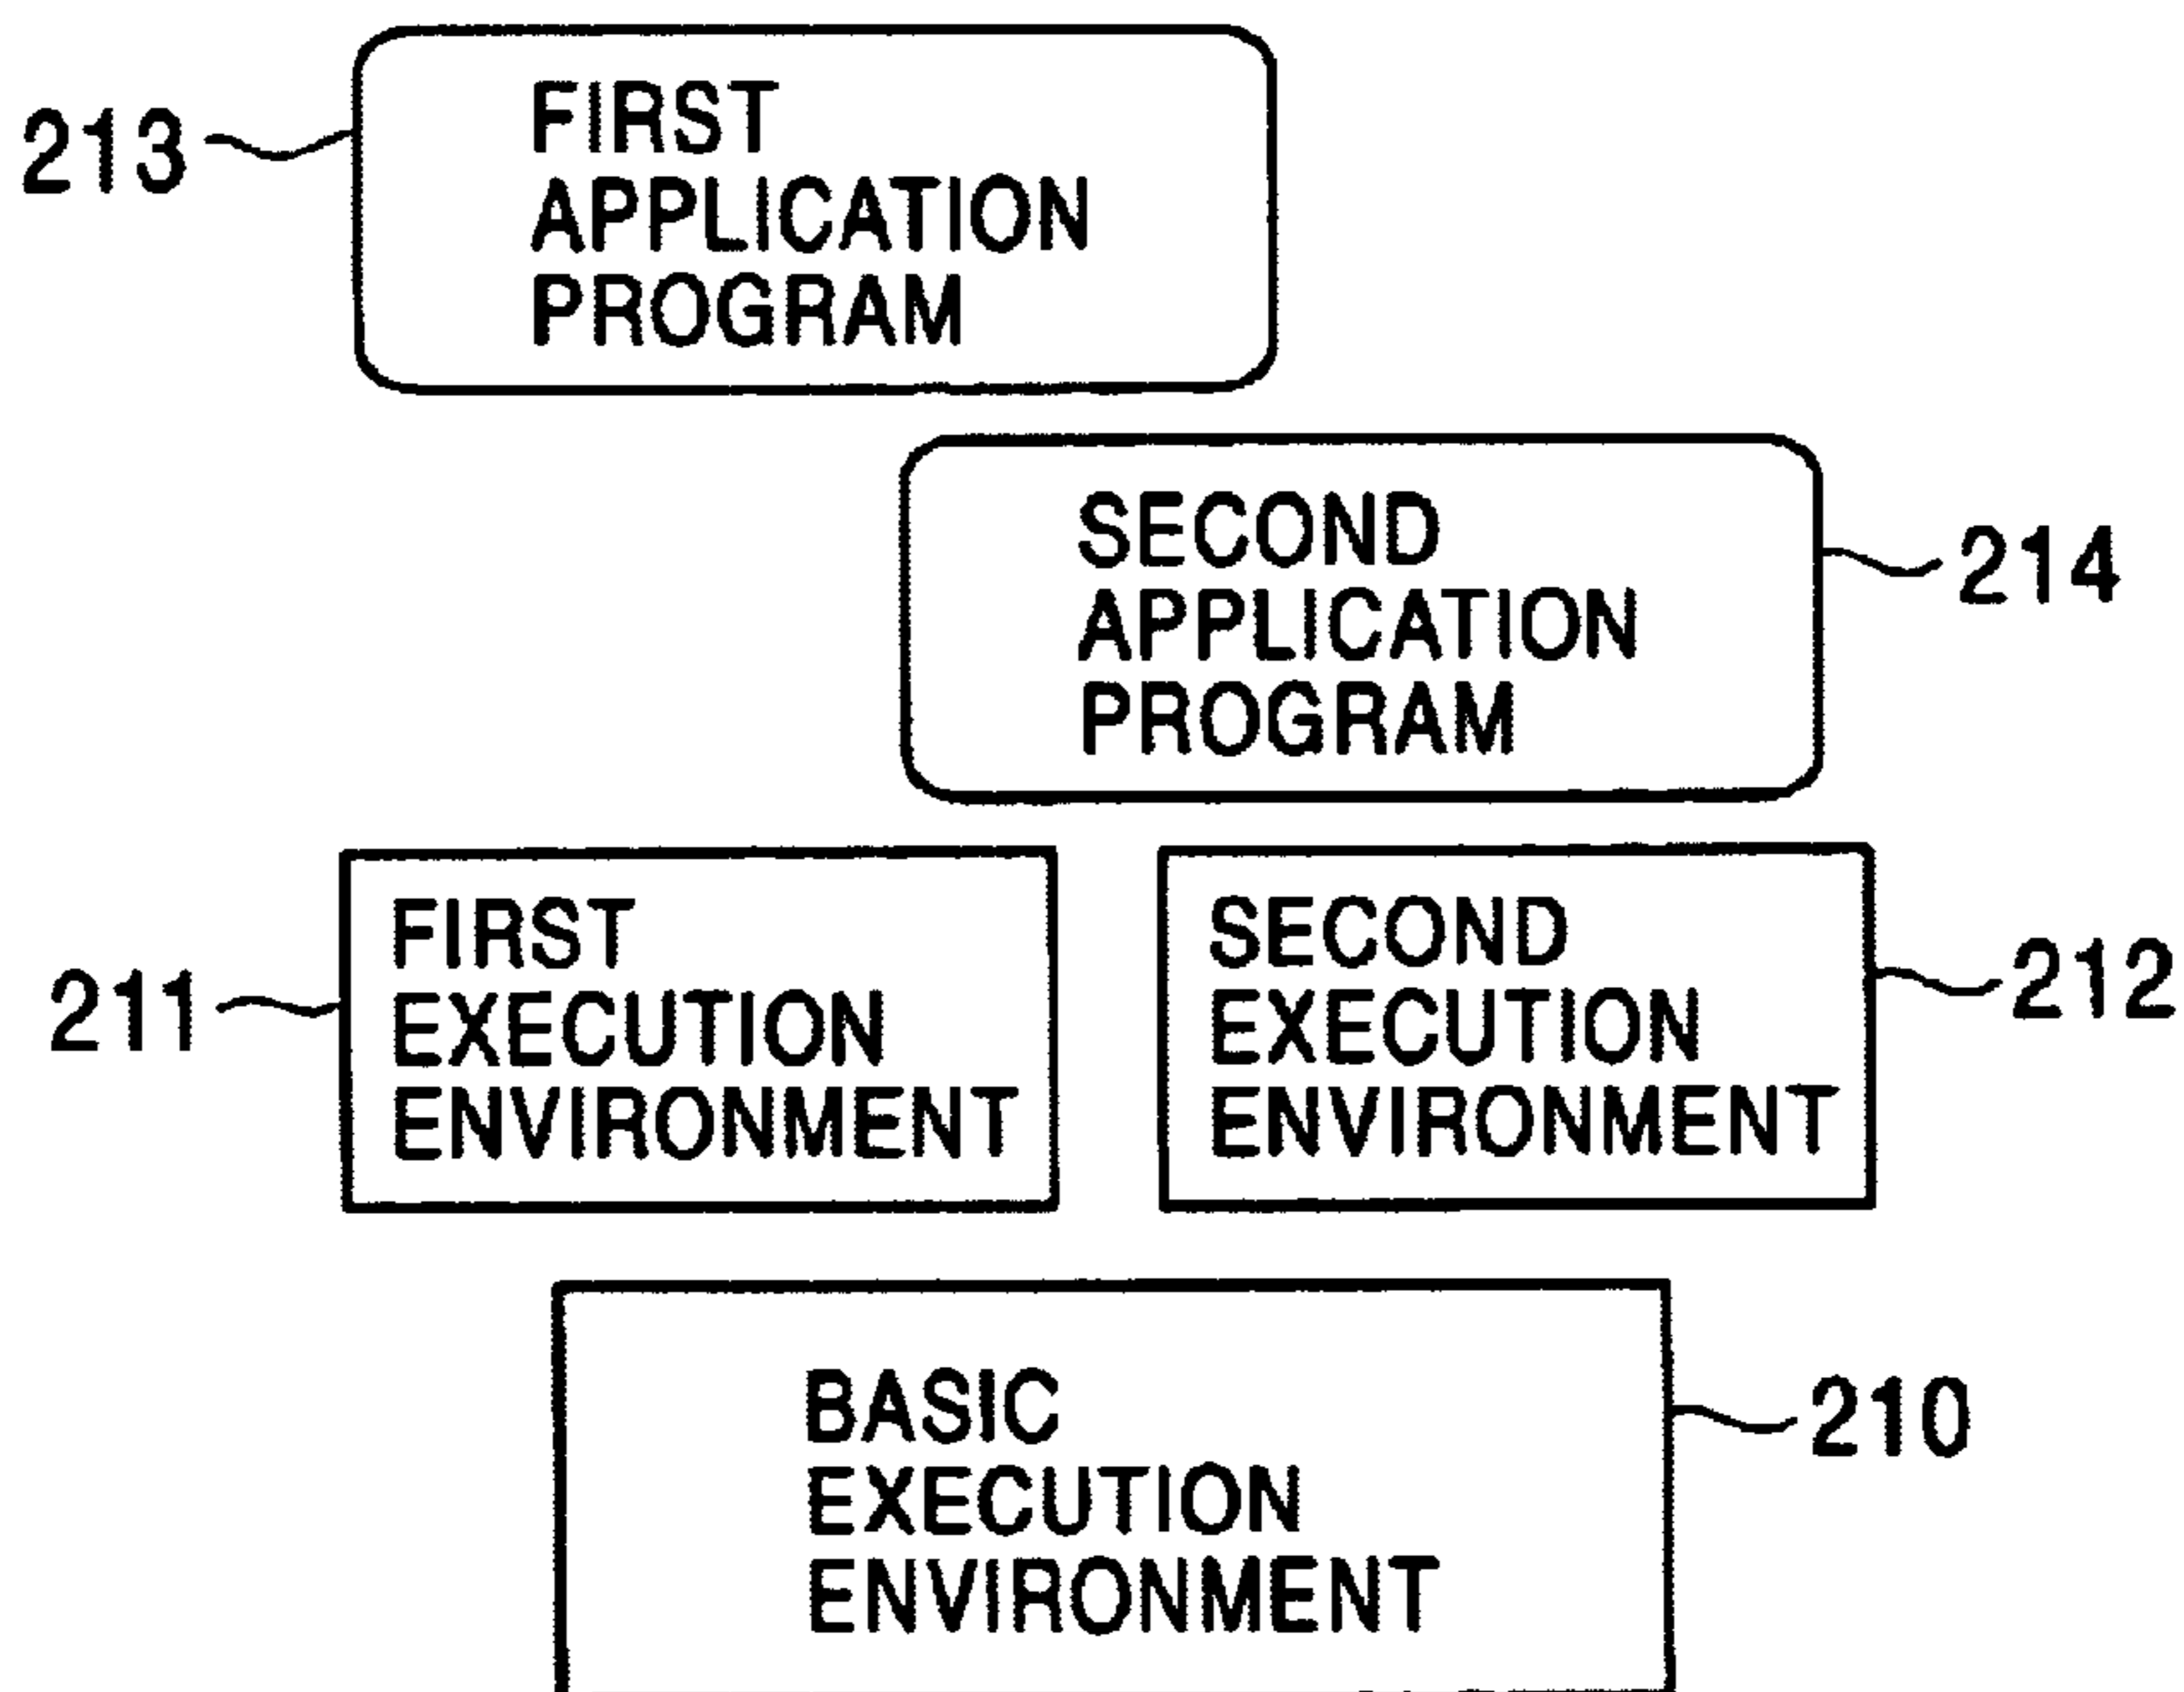 213
FIRST
APPLICATION
PROGRAM
SECOND
APPLICATION
PROGRAM
214
211
FIRST
EXECUTION
ENVIRONMENT
SECOND
EXECUTION
ENVIRONMENT
212
BASIC
EXECUTION
ENVIRONMENT
210